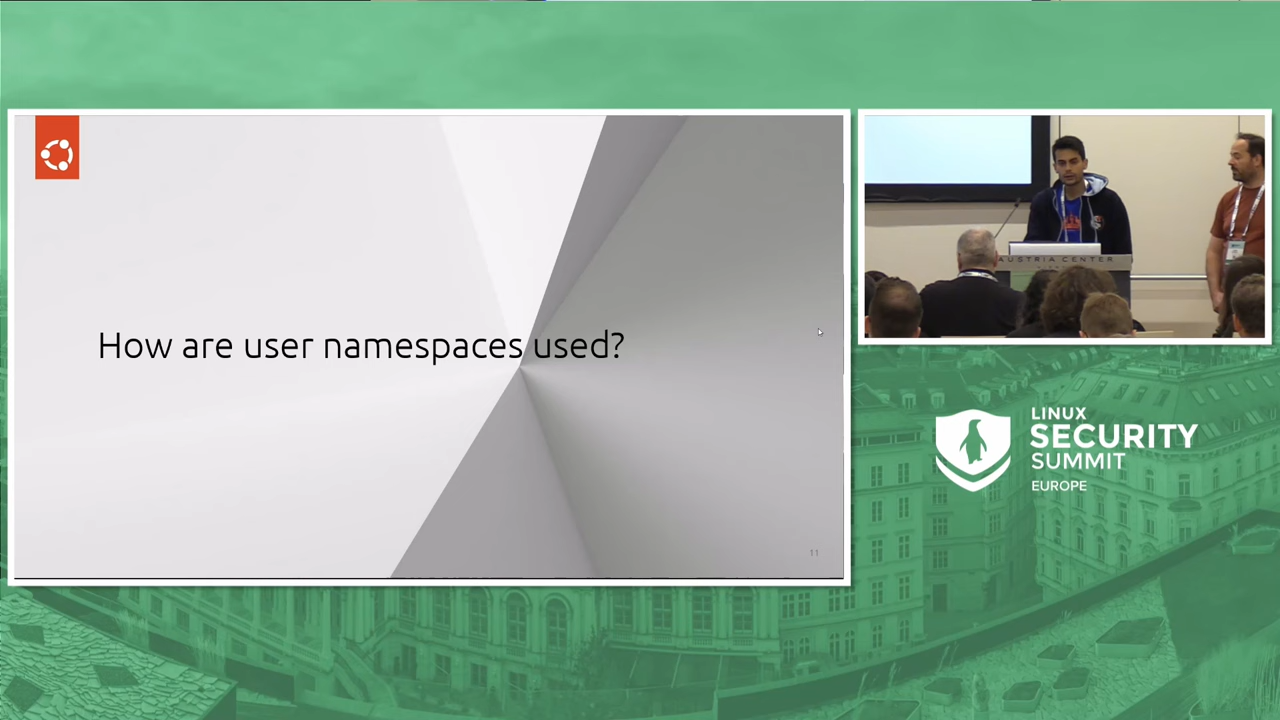 How are user namespaces used?
11
AUSTRIA CENTER
LINUX
SECURITY
SUMMIT
EUROPE